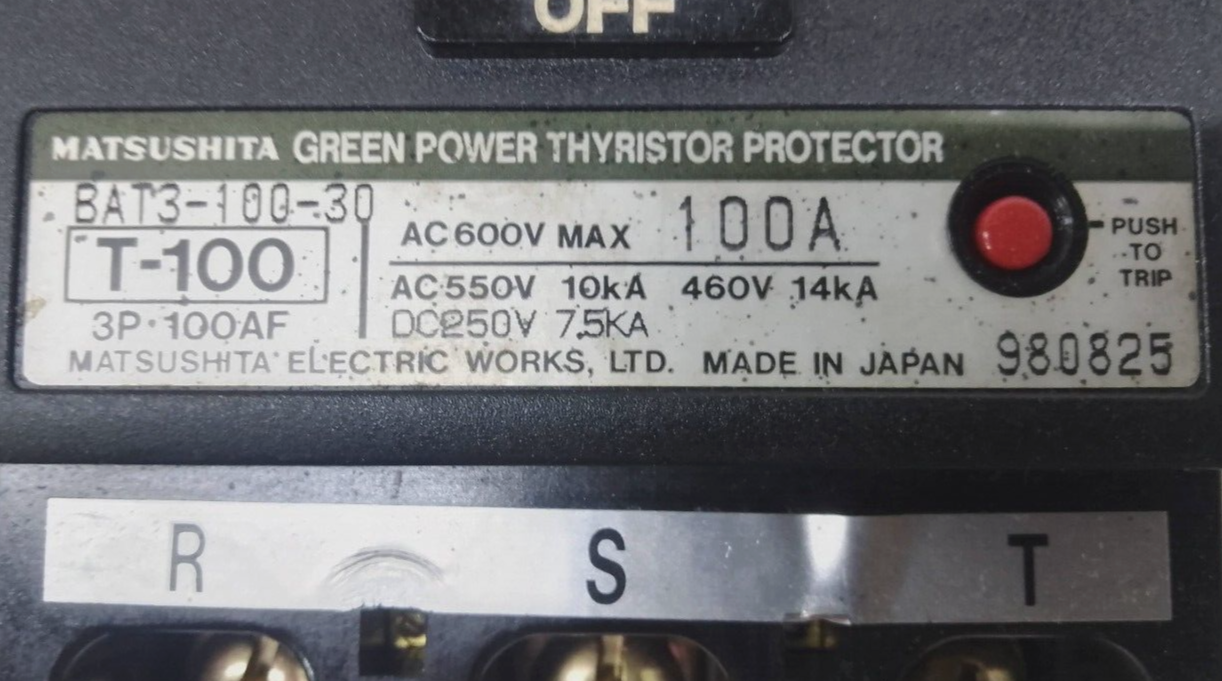 OFF
MATSUSHITA GREEN POWER THYRISTOR PROTECTOR
BAT3-100-30
T-100
3P·100AF
AC600V MAX 100A
AC550V 10kA 460V 14kA
DC250V 7.5KA
PUSH
TO
TRIP
MATSUSHITA ELECTRIC WORKS, LTD. MADE IN JAPAN 980825
R S T